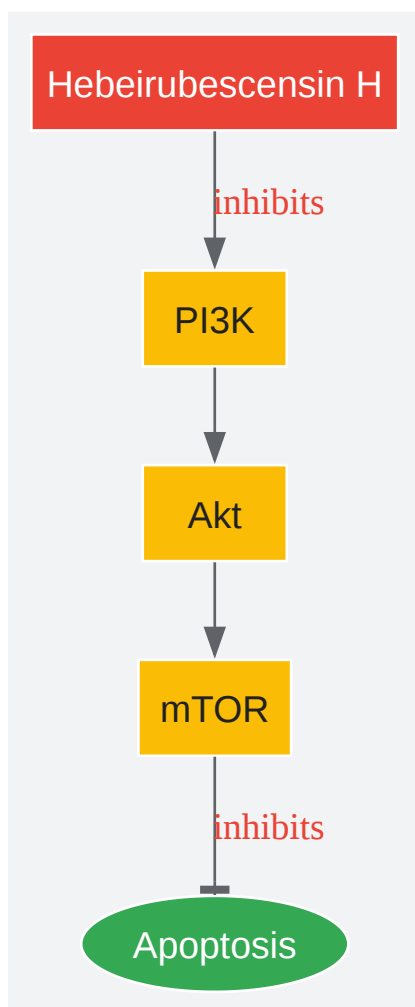 Hebeirubescensin H
inhibits
PI3K
Akt
mTOR
inhibits
Apoptosis